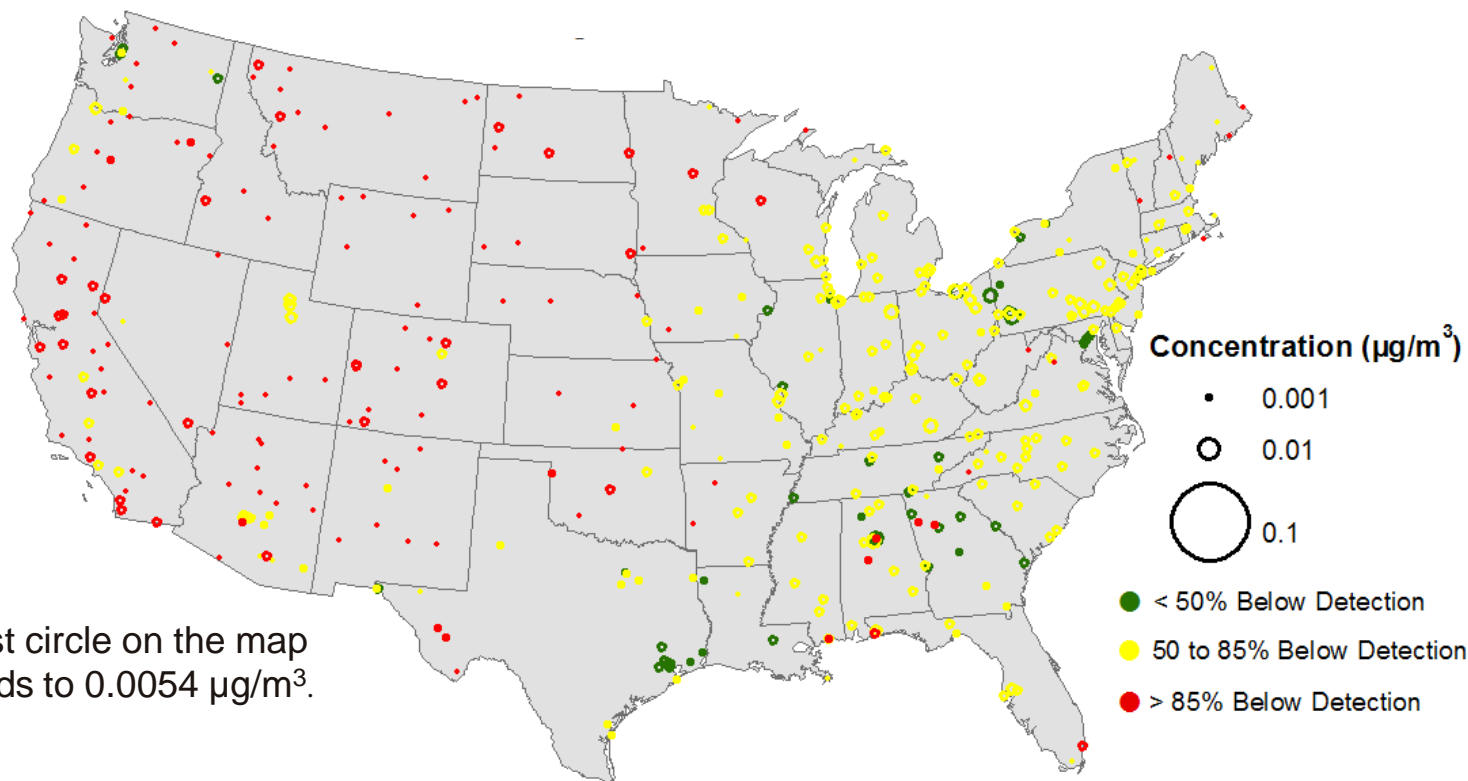 Concentration (µg/m³)
0.001
0.01
0.1
< 50% Below Detection
50 to 85% Below Detection
> 85% Below Detection
st circle on the map
ds to 0.0054 µg/m³.